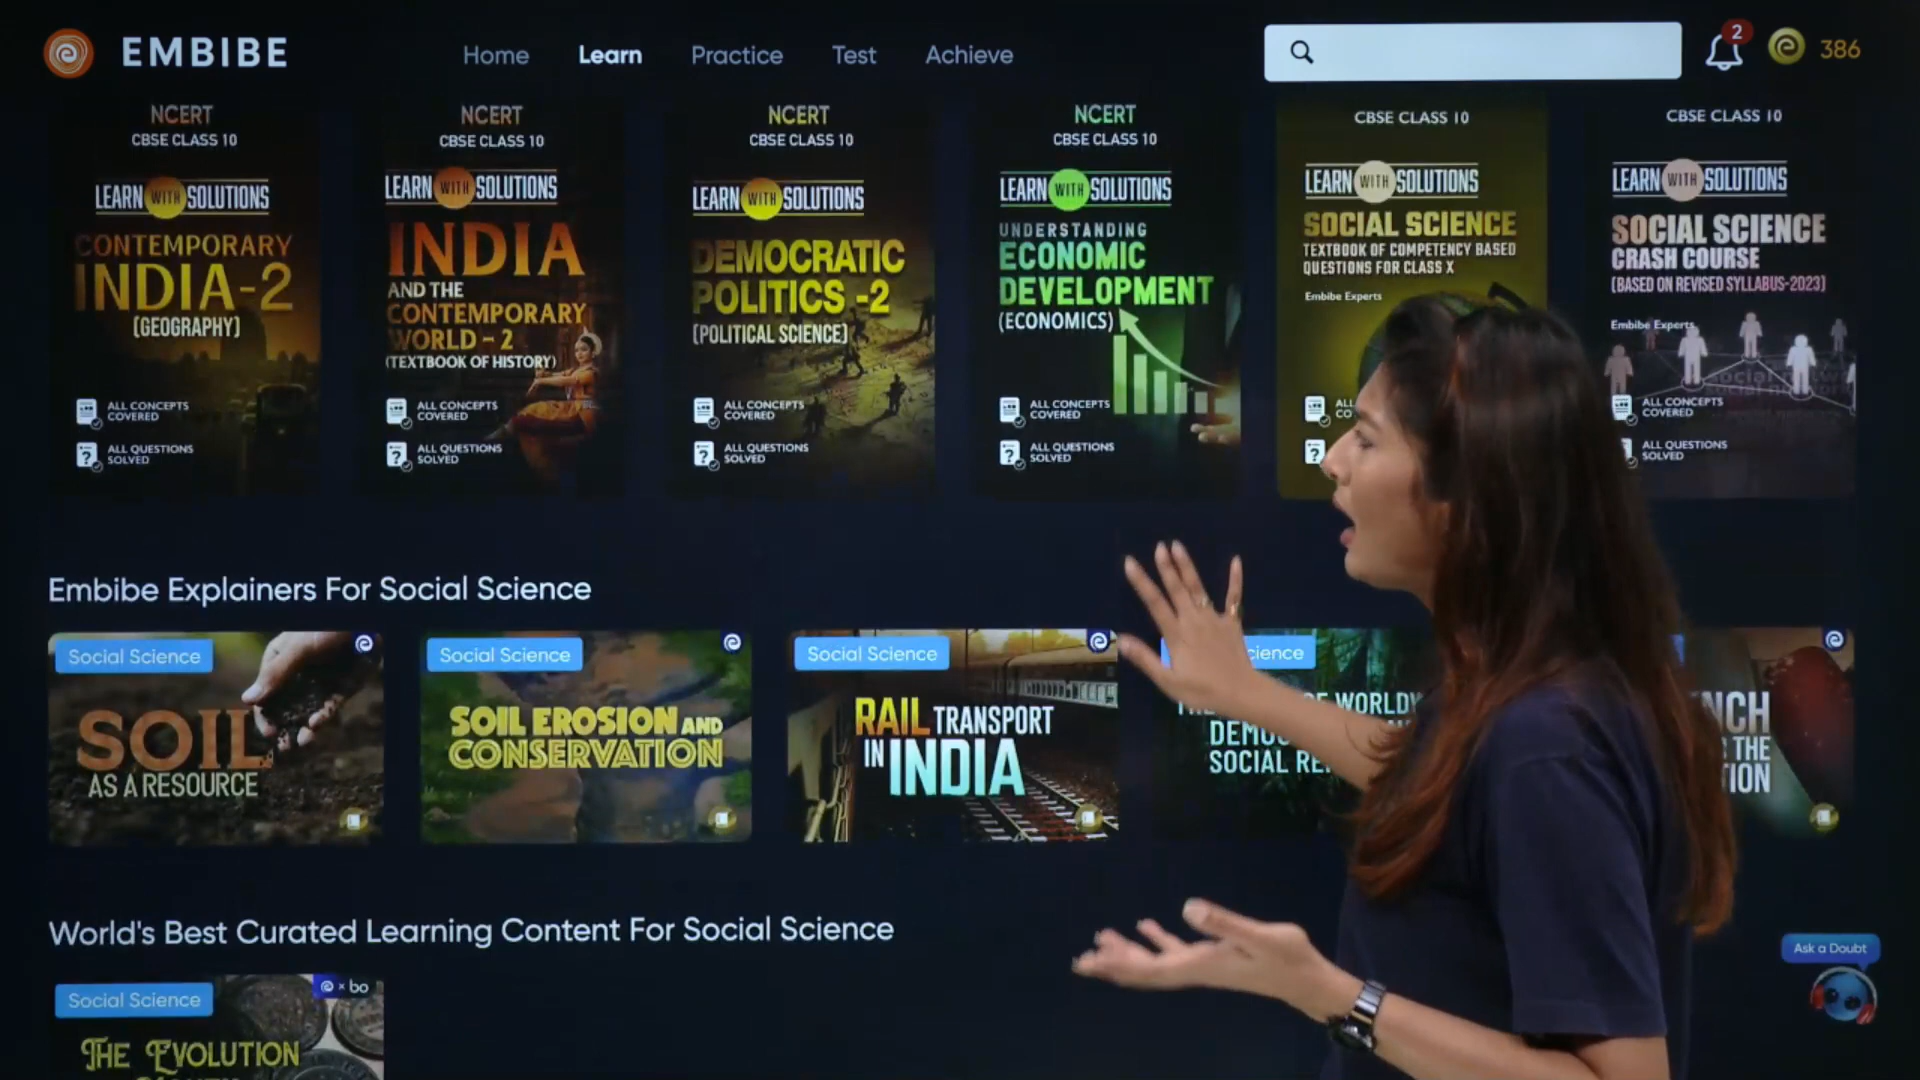 EMBIBE
Home
Learn
Practice
Test
Achieve
2
386
NCERT
CBSE CLASS 10
LEARN WITH SOLUTIONS
CONTEMPORARY
INDIA-2
(GEOGRAPHY)
ALL CONCEPTS
COVERED
ALL QUESTIONS
SOLVED
NCERT
CBSE CLASS 10
LEARN WITH SOLUTIONS
INDIA
AND THE
CONTEMPORARY
WORLD - 2
(TEXTBOOK OF HISTORY)
ALL CONCEPTS
COVERED
ALL QUESTIONS
SOLVED
NCERT
CBSE CLASS 10
LEARN WITH SOLUTIONS
DEMOCRATIC
POLITICS -2
(POLITICAL SCIENCE)
ALL CONCEPTS
COVERED
ALL QUESTIONS
SOLVED
NCERT
CBSE CLASS 10
LEARN WITH SOLUTIONS
UNDERSTANDING
ECONOMIC
DEVELOPMENT
(ECONOMICS)
ALL CONCEPTS
COVERED
ALL QUESTIONS
SOLVED
CBSE CLASS 10
LEARN WITH SOLUTIONS
SOCIAL SCIENCE
TEXTBOOK OF COMPETENCY BASED
QUESTIONS FOR CLASS X
Embibe Experts
CBSE CLASS 10
LEARN WITH SOLUTIONS
SOCIAL SCIENCE
CRASH COURSE
(BASED ON REVISED SYLLABUS-2023)
Embibe Experts
ALL CONCEPTS
COVERED
ALL QUESTIONS
SOLVED
Embibe Explainers For Social Science
Social Science
SOIL
AS A RESOURCE
Social Science
SOIL EROSION AND
CONSERVATION
Social Science
RAIL TRANSPORT
IN INDIA
SOCIAL
THE
World's Best Curated Learning Content For Social Science
Social Science
× bo
THE EVOLUTION
Ask a Doubt